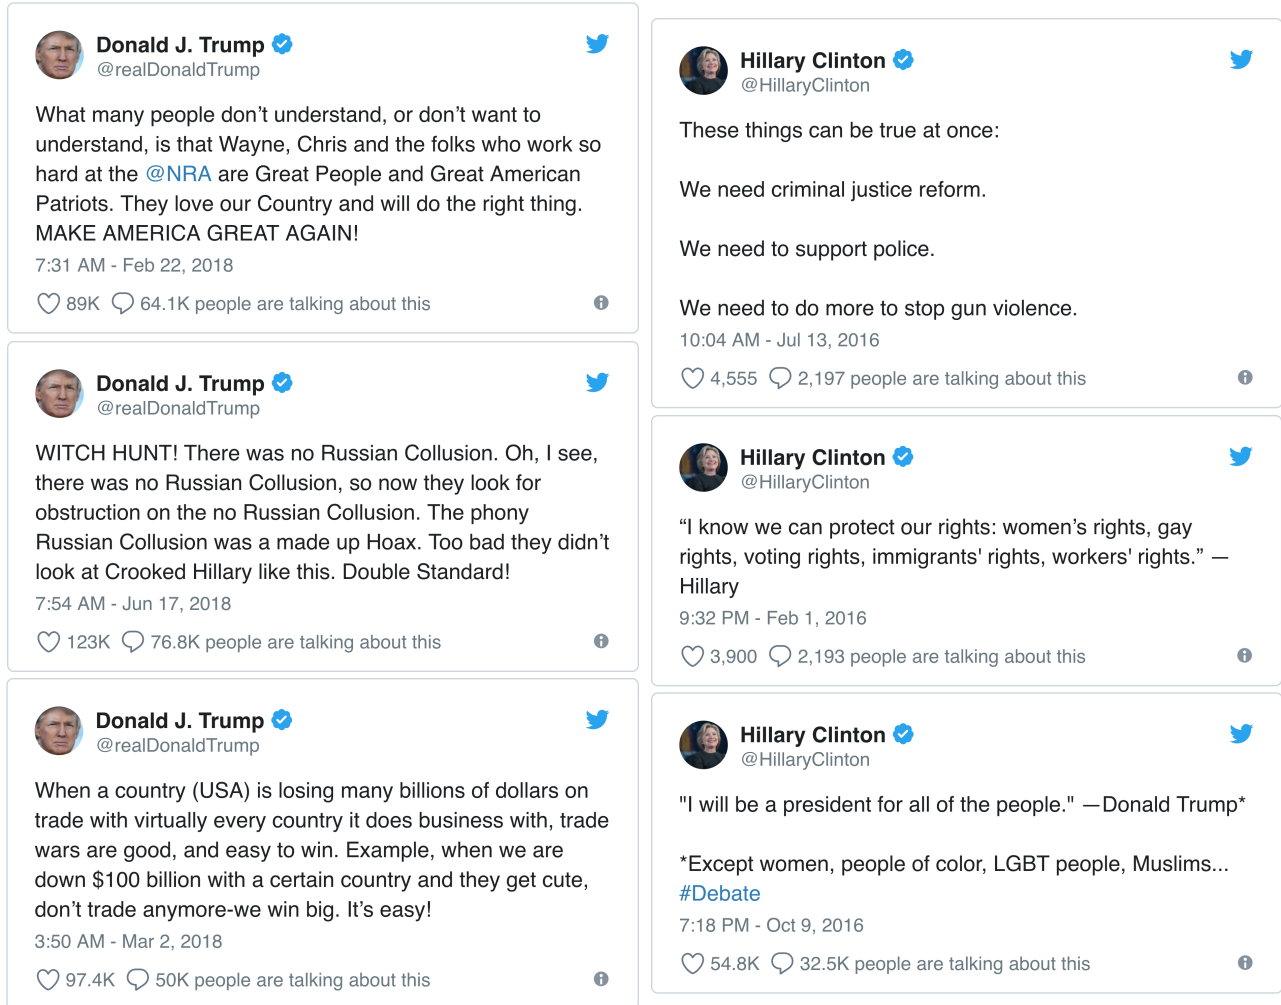 Donald J. Trump
@realDonaldTrump
What many people don’t understand, or don’t want to
understand, is that Wayne, Chris and the folks who work so
hard at the @NRA are Great People and Great American
Patriots. They love our Country and will do the right thing.
MAKE AMERICA GREAT AGAIN!
7:31 AM - Feb 22, 2018
89K 64.1K people are talking about this
Donald J. Trump
@realDonaldTrump
WITCH HUNT! There was no Russian Collusion. Oh, I see,
there was no Russian Collusion, so now they look for
obstruction on the no Russian Collusion. The phony
Russian Collusion was a made up Hoax. Too bad they didn’t
look at Crooked Hillary like this. Double Standard!
7:54 AM - Jun 17, 2018
123K 76.8K people are talking about this
Donald J. Trump
@realDonaldTrump
When a country (USA) is losing many billions of dollars on
trade with virtually every country it does business with, trade
wars are good, and easy to win. Example, when we are
down $100 billion with a certain country and they get cute,
don’t trade anymore-we win big. It’s easy!
3:50 AM - Mar 2, 2018
97.4K 50K people are talking about this
Hillary Clinton
@HillaryClinton
These things can be true at once:
We need criminal justice reform.
We need to support police.
We need to do more to stop gun violence.
10:04 AM - Jul 13, 2016
4,555 2,197 people are talking about this
Hillary Clinton
@HillaryClinton
“I know we can protect our rights: women’s rights, gay
rights, voting rights, immigrants' rights, workers' rights.” —
Hillary
9:32 PM - Feb 1, 2016
3,900 2,193 people are talking about this
Hillary Clinton
@HillaryClinton
"I will be a president for all of the people." —Donald Trump*
*Except women, people of color, LGBT people, Muslims...
#Debate
7:18 PM - Oct 9, 2016
54.8K 32.5K people are talking about this